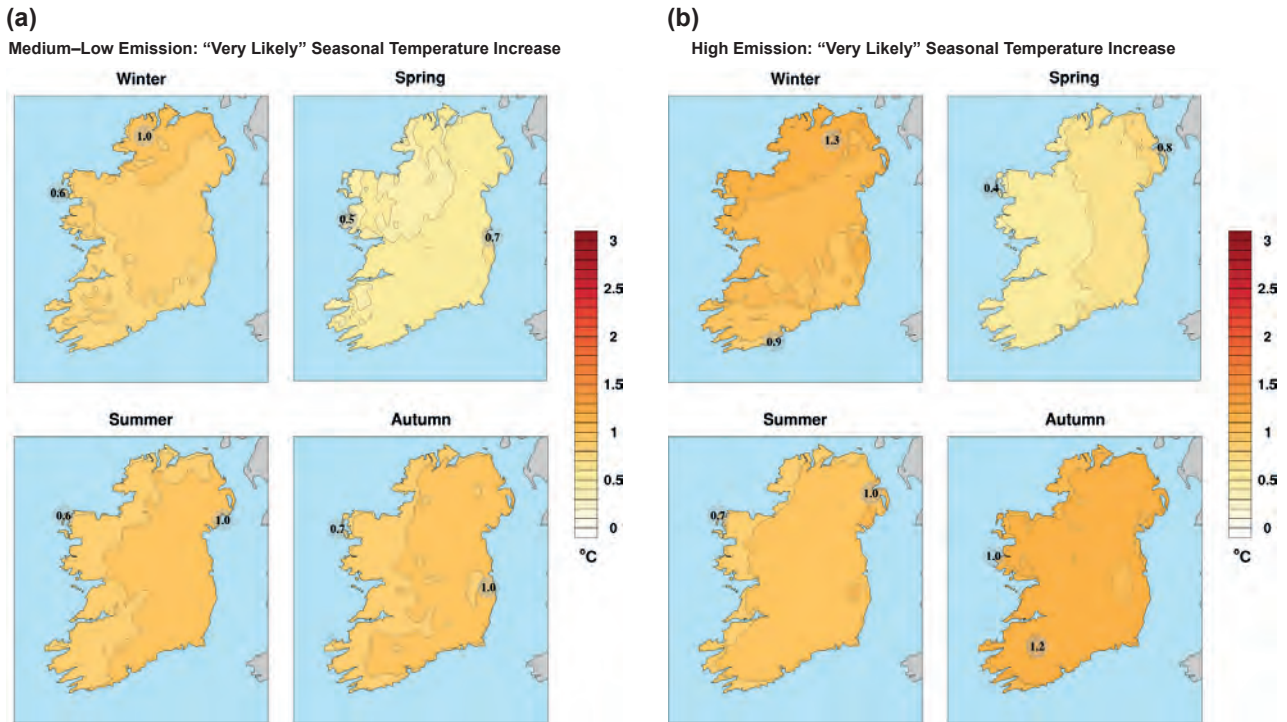 (a)
Medium–Low Emission: “Very Likely” Seasonal Temperature Increase
Winter
Spring
1.0
0.6
0.5
0.7
Summer
Autumn
0.6
1.0
0.7
1.0
3
2.5
2
1.5
1
0.5
0
°C
(b)
High Emission: “Very Likely” Seasonal Temperature Increase
Winter
Spring
1.3
0.9
0.8
0.4
Summer
Autumn
0.7
1.0
1.0
1.2
3
2.5
2
1.5
1
0.5
0
°C